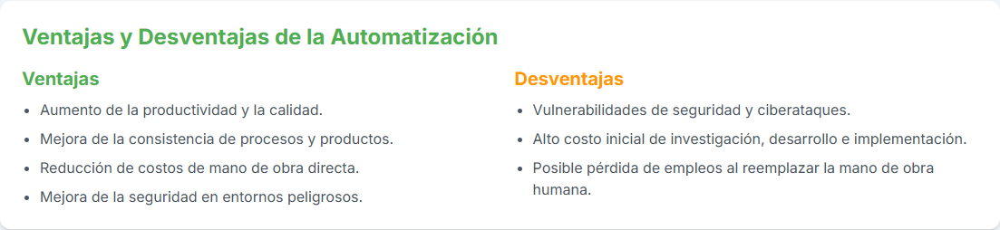 Ventajas y Desventajas de la Automatización
Ventajas
• Aumento de la productividad y la calidad.
• Mejora de la consistencia de procesos y productos.
• Reducción de costos de mano de obra directa.
• Mejora de la seguridad en entornos peligrosos.
Desventajas
• Vulnerabilidades de seguridad y ciberataques.
• Alto costo inicial de investigación, desarrollo e implementación.
• Posible pérdida de empleos al reemplazar la mano de obra
humana.